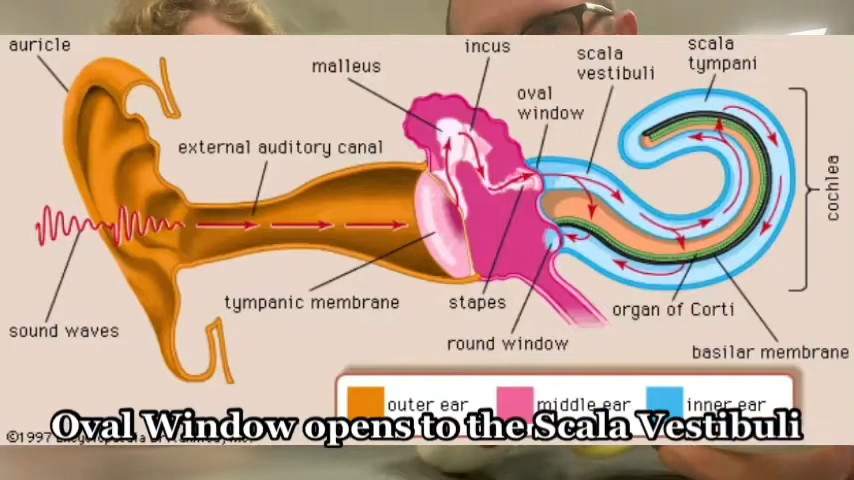 auricle
malleus
incus
scala
vestibuli
scala
tympani
oval
window
external auditory canal
cochlea
tympanic membrane
stapes
organ of Corti
sound waves
round window
basilar membrane
outer ear
middle ear
inner ear
Oval Window opens to the Scala Vestibuli
©1997